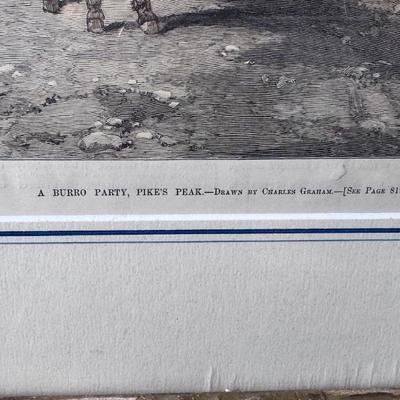 A BURRO PARTY, PIKE'S PEAK.—Drawn by Charles Graham.—[See Page 81